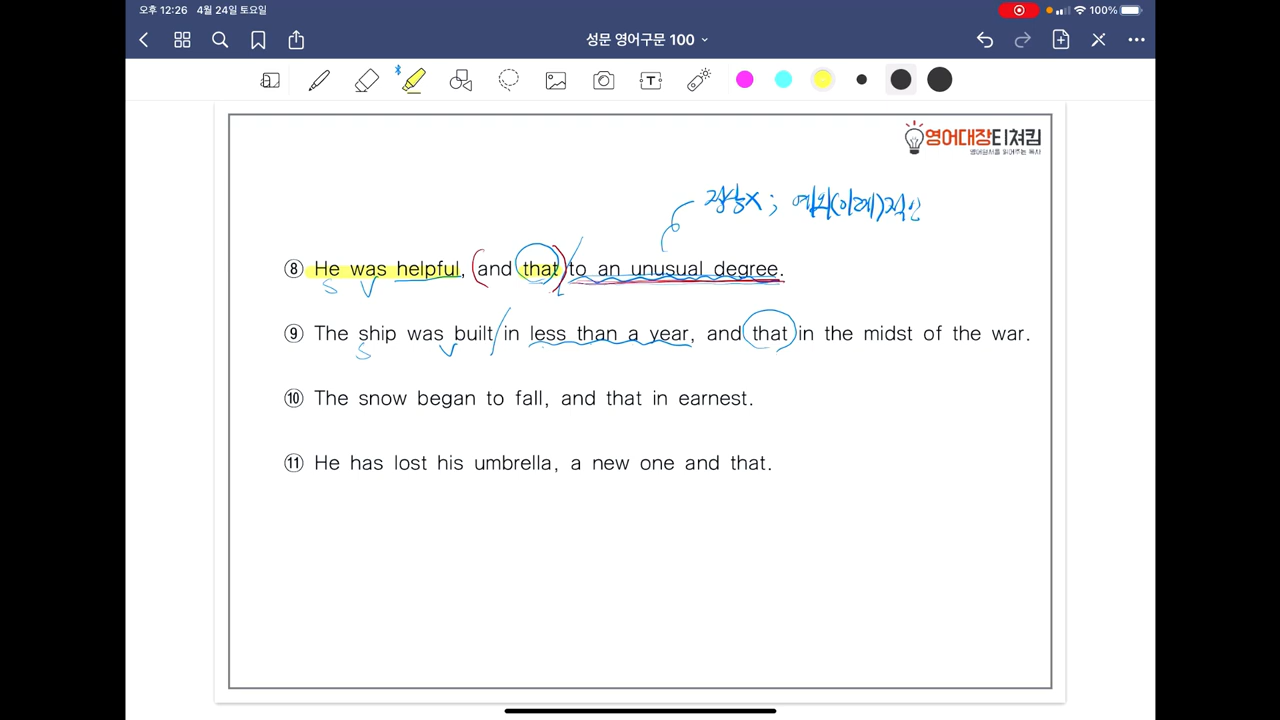 오후 12:26 4월 24일 토요일
100%
성문 영어구문 100
영어대장티쳐킴
정상X ; 예외(이례)적인
⑧ He was helpful, (and that) to an unusual degree.
S V
⑨ The ship was built / in less than a year, and that in the midst of the war.
S V
⑩ The snow began to fall, and that in earnest.
⑪ He has lost his umbrella, a new one and that.